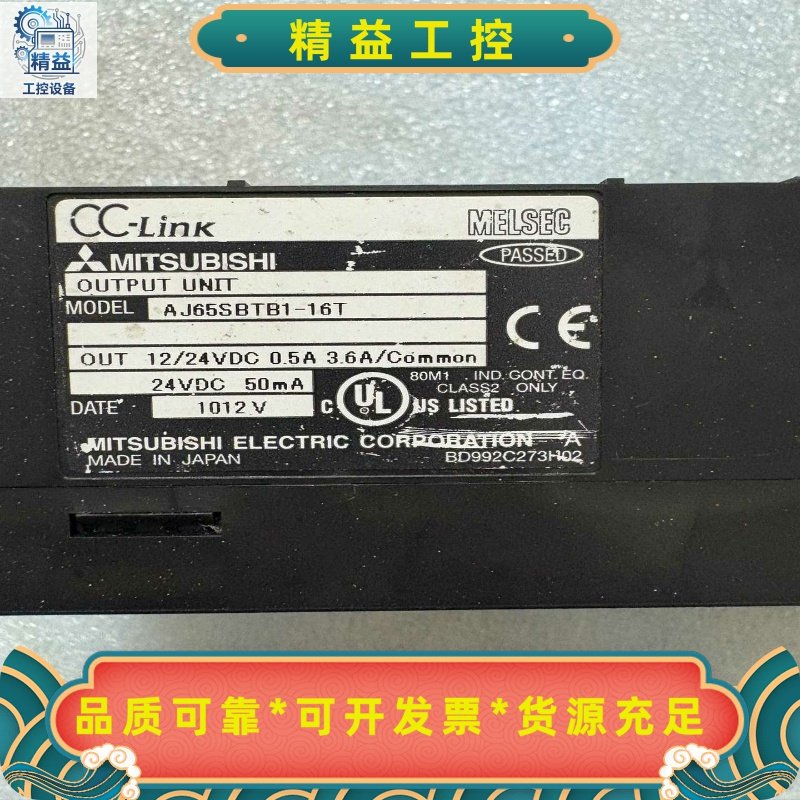 精益工控
精益
工控设备
CC-Link
MELSEC
MITSUBISHI
PASSED
OUTPUT UNIT
MODEL AJ65SBTB1-16T
OUT 12/24VDC 0.5A 3.6A/Common
24VDC 50mA
80M1 IND. CONT. EQ.
CLASS2 ONLY
DATE 1012V
CE
C UL US LISTED
MITSUBISHI ELECTRIC CORPORATION A
MADE IN JAPAN
BD992C273H02
品质可靠*可开发票*货源充足